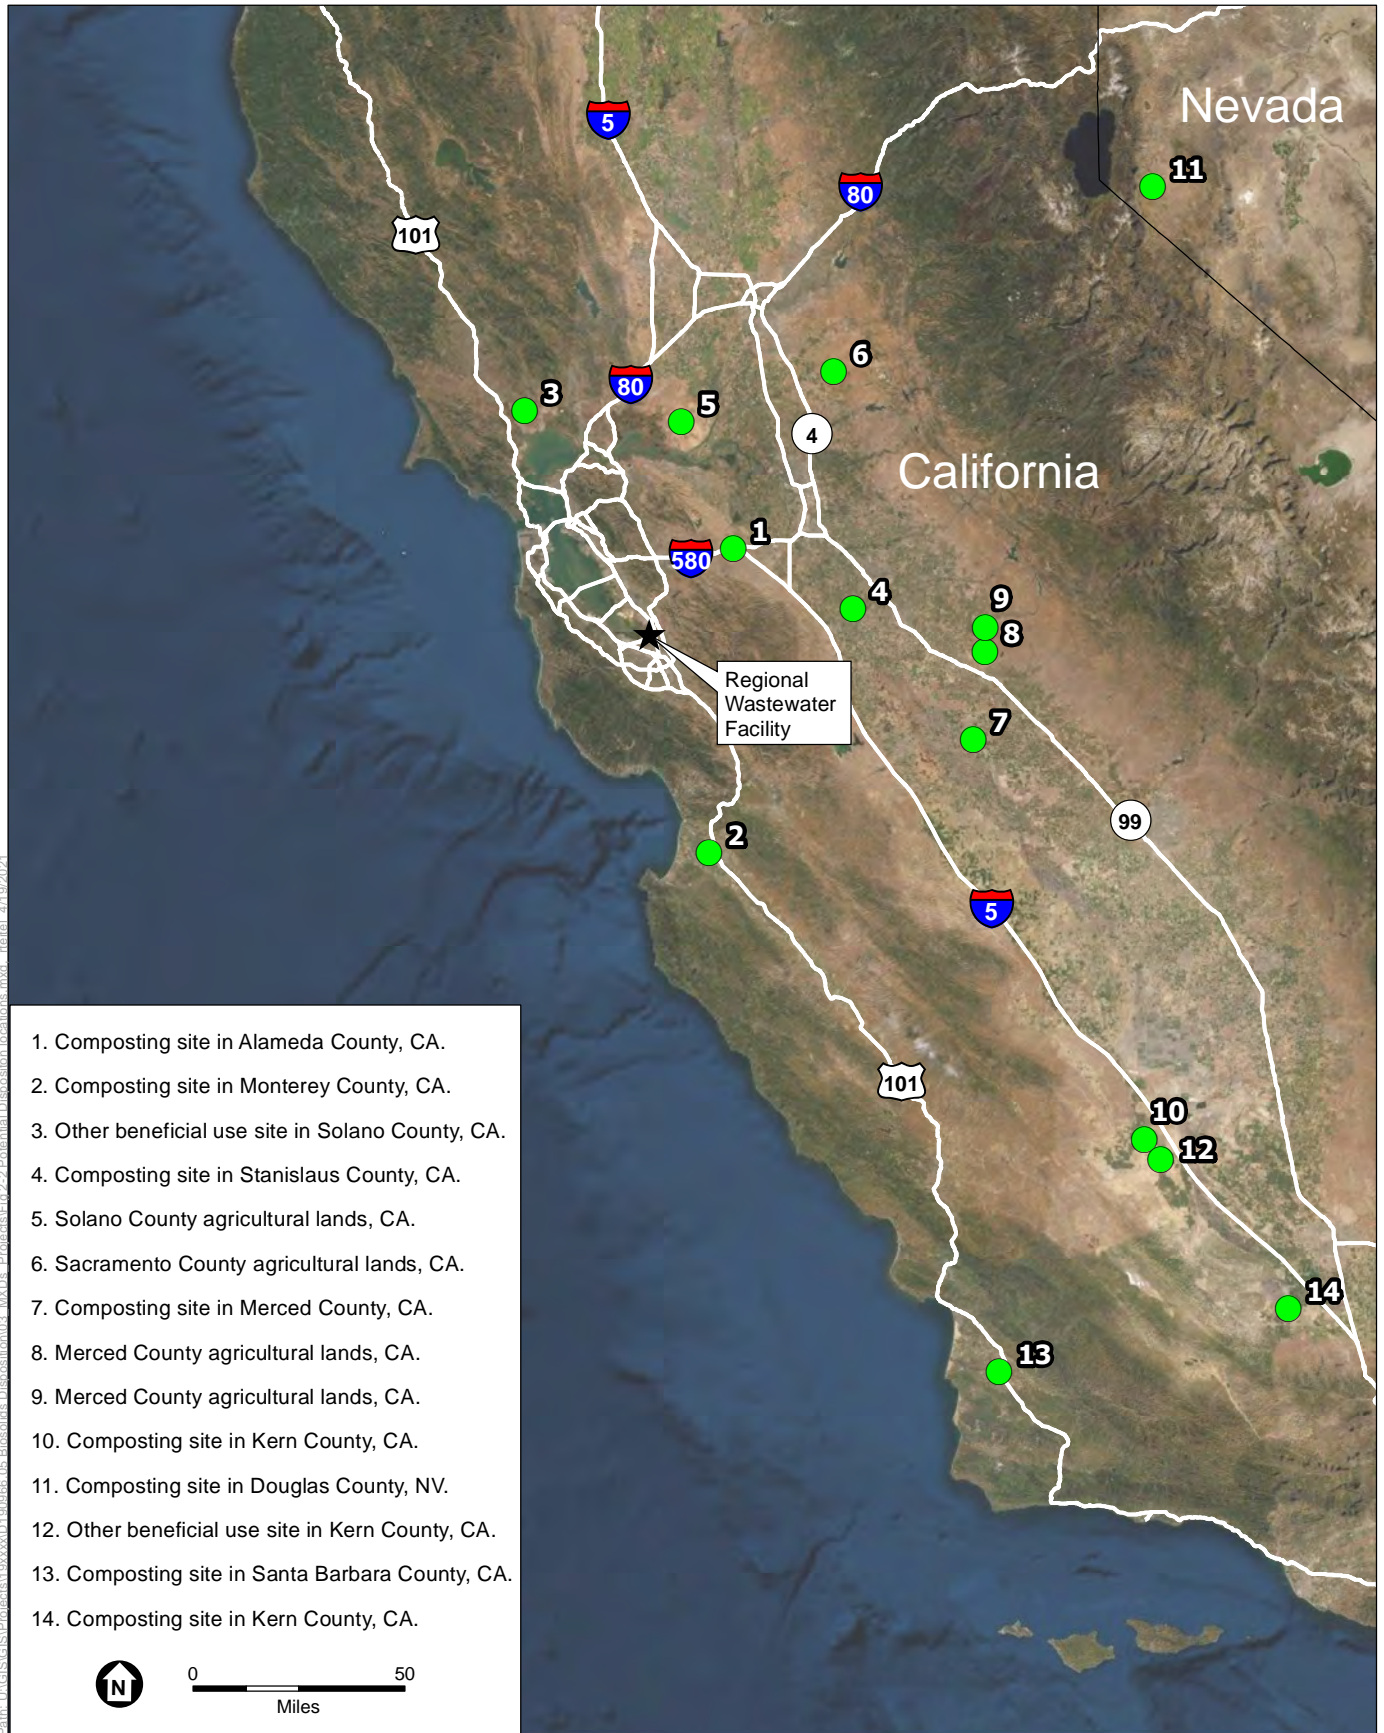 Nevada
5
11
80
101
6
3
80
5
4
California
1
580
4
9
8
Regional
Wastewater
Facility
7
99
2
5
1. Composting site in Alameda County, CA.
2. Composting site in Monterey County, CA.
3. Other beneficial use site in Solano County, CA.
4. Composting site in Stanislaus County, CA.
5. Solano County agricultural lands, CA.
6. Sacramento County agricultural lands, CA.
7. Composting site in Merced County, CA.
8. Merced County agricultural lands, CA.
9. Merced County agricultural lands, CA.
10. Composting site in Kern County, CA.
11. Composting site in Douglas County, NV.
12. Other beneficial use site in Kern County, CA.
13. Composting site in Santa Barbara County, CA.
14. Composting site in Kern County, CA.
101
10
12
14
13
N
0 50
Miles